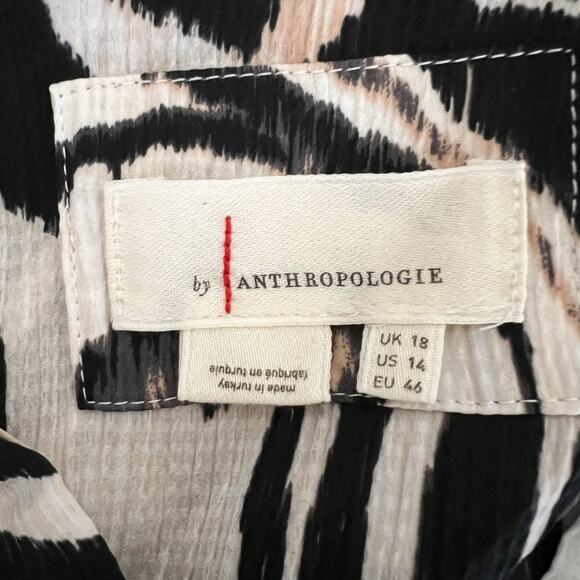 by ANTHROPOLOGIE
made in turkey
fabriqué en turquie
UK 18
US 14
EU 46